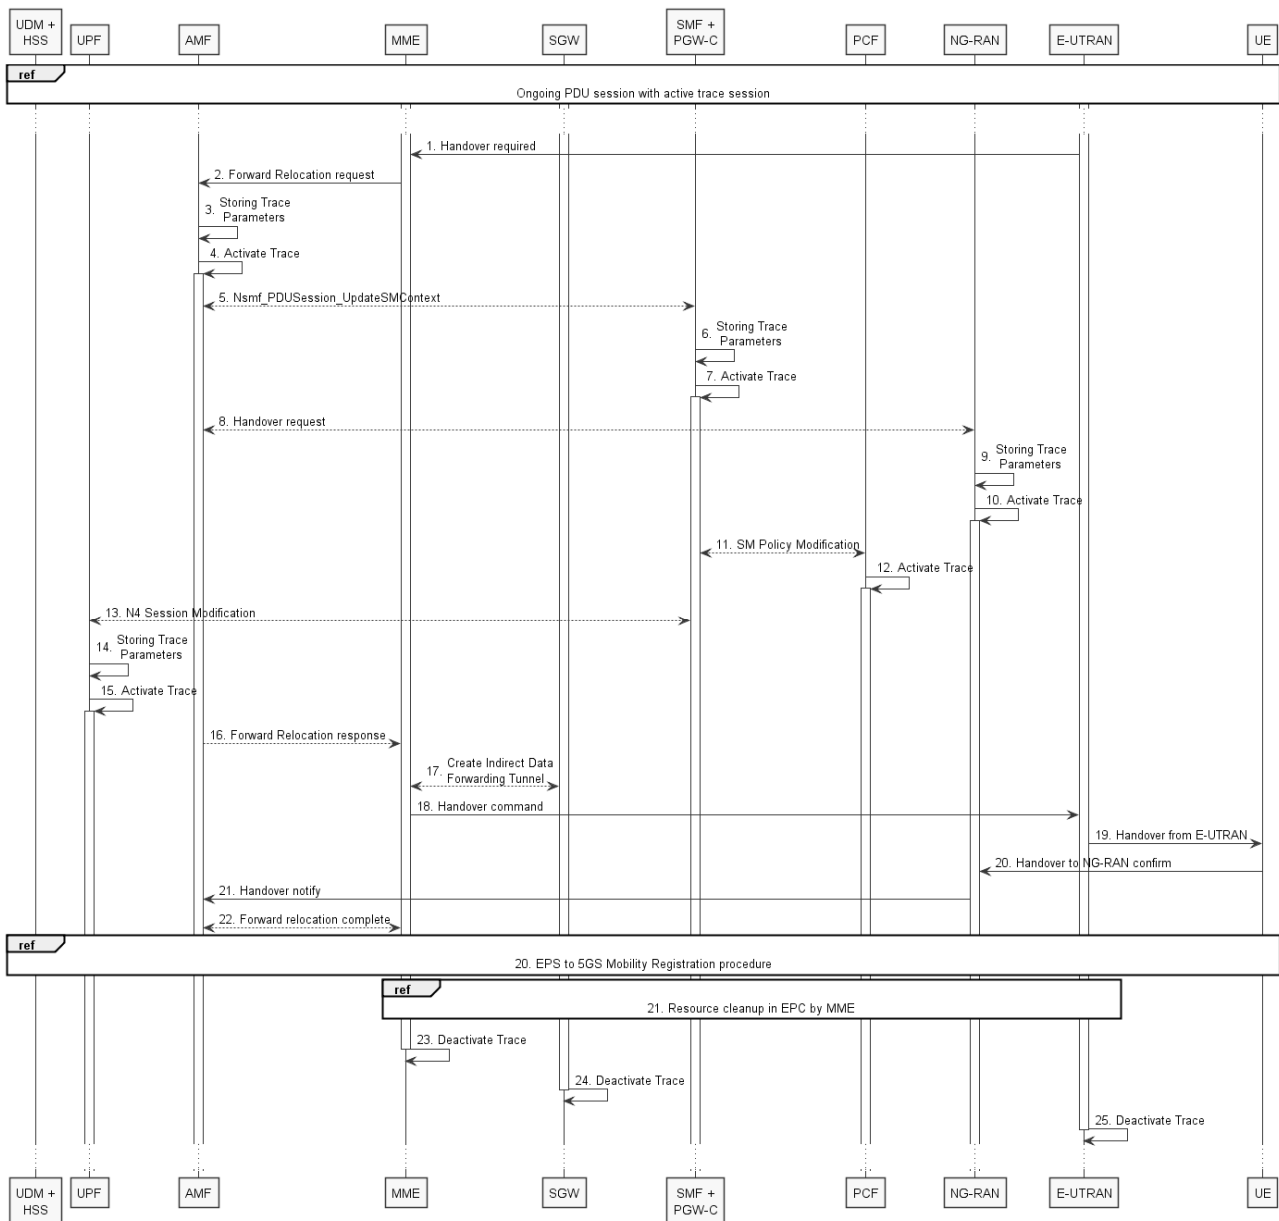 UDM +
HSS
UPF
AMF
MME
SGW
SMF +
PGW-C
PCF
NG-RAN
E-UTRAN
UE
ref
Ongoing PDU session with active trace session
1. Handover required
2. Forward Relocation request
3. Storing Trace
Parameters
4. Activate Trace
5. Nsmf_PDUSession_UpdateSMContext
6. Storing Trace
Parameters
7. Activate Trace
8. Handover request
9. Storing Trace
Parameters
10. Activate Trace
11. SM Policy Modification
12. Activate Trace
13. N4 Session Modification
14. Storing Trace
Parameters
15. Activate Trace
16. Forward Relocation response
17. Create Indirect Data
Forwarding Tunnel
18. Handover command
19. Handover from E-UTRAN
20. Handover to NG-RAN confirm
21. Handover notify
22. Forward relocation complete
ref
20. EPS to 5GS Mobility Registration procedure
ref
21. Resource cleanup in EPC by MME
23. Deactivate Trace
24. Deactivate Trace
25. Deactivate Trace
UDM +
HSS
UPF
AMF
MME
SGW
SMF +
PGW-C
PCF
NG-RAN
E-UTRAN
UE